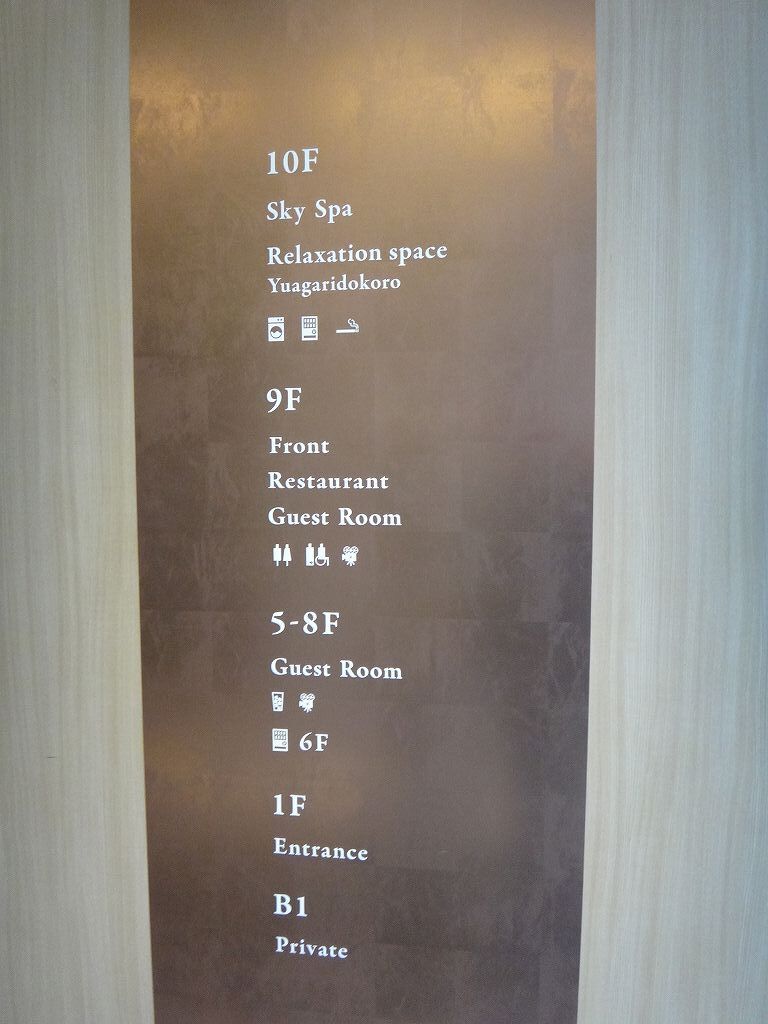 10F
Sky Spa
Relaxation space
Yuagaridokoro
9F
Front
Restaurant
Guest Room
5-8F
Guest Room
6F
1F
Entrance
B1
Private